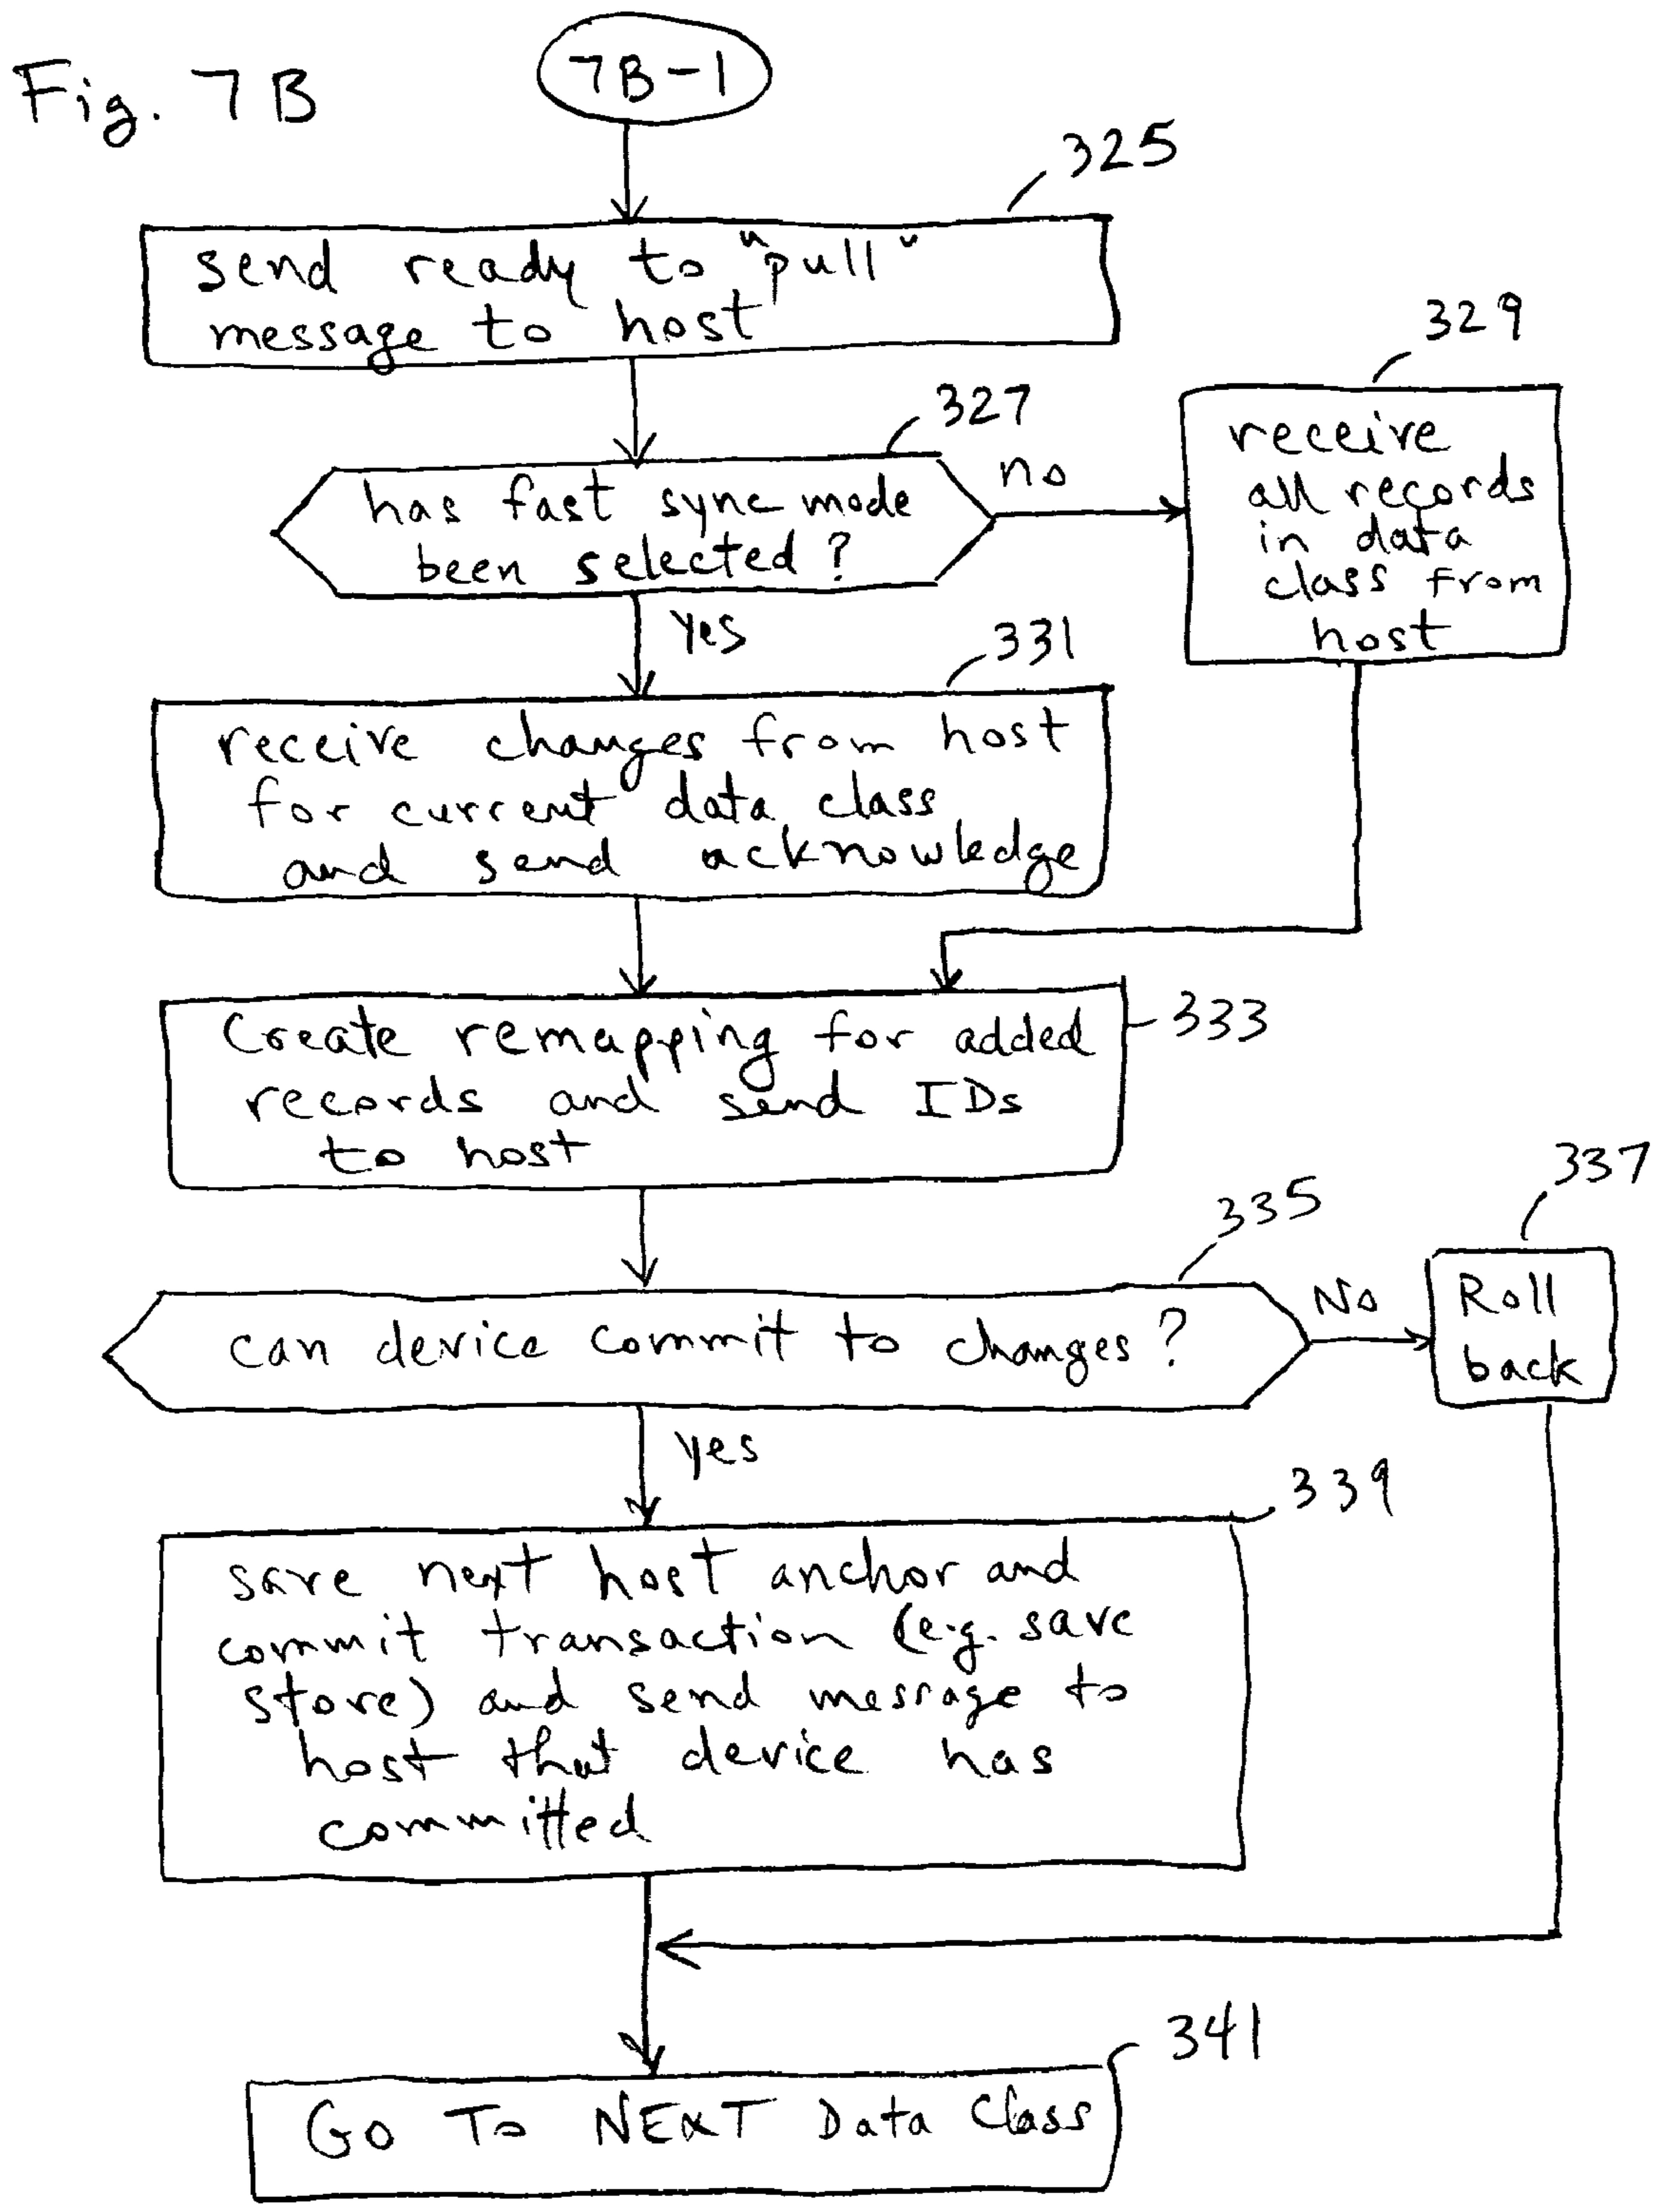 Fig. 7B
7B-1
325
send ready to "pull"
message to host
329
327
has fast sync mode
been selected?
no
receive
all records
in data
class from
host
yes
331
receive changes from host
for current data class
and send acknowledge
Create remapping for added
records and send IDs
to host
333
335
337
can device commit to changes?
No
Roll
back
yes
339
save next host anchor and
commit transaction (e.g. save
store) and send message to
host that device has
committed
341
GO TO NEXT Data Class